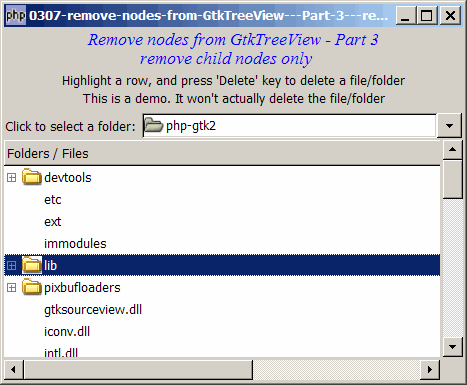 php 0307-remove-nodes-from-GtkTreeView---Part-3---re...
Remove nodes from GtkTreeView - Part 3
remove child nodes only
Highlight a row, and press 'Delete' key to delete a file/folder
This is a demo. It won't actually delete the file/folder
Click to select a folder: php-gtk2
Folders / Files
devtools
etc
ext
immodules
lib
pixbufloaders
gtksourceview.dll
iconv.dll
intl.dll